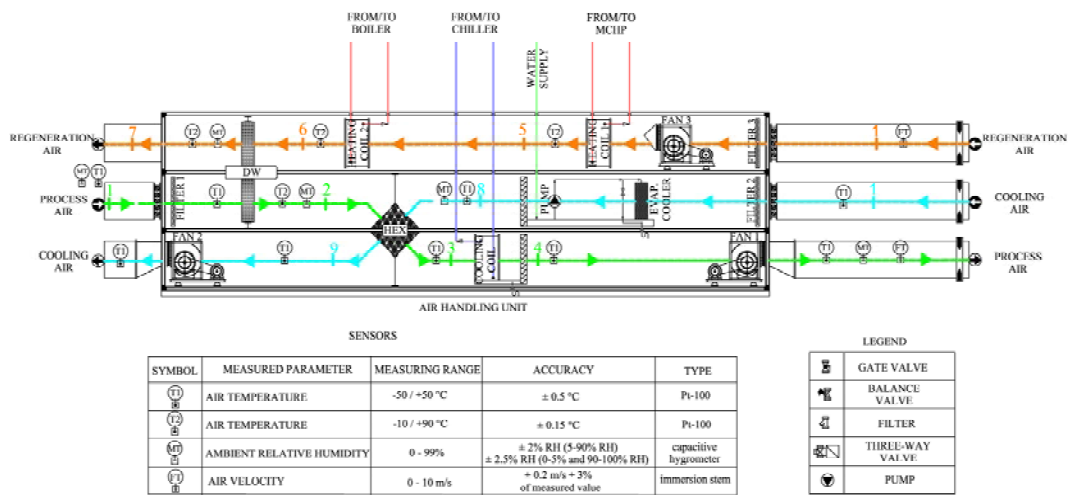 FROM/TO BOILER
FROM/TO CHILLER
FROM/TO MCHP
WATER SUPPLY
REGENERATION AIR
7
T2
MT
6
T2
HEATING COIL 2
5
T2
HEATING COIL 1
FAN 3
FILTER 3
1
FT
REGENERATION AIR
MT
T1
DW
PROCESS AIR
1
FILTER 1
T1
T2
MT
2
MT
T1
8
PUMP
EVAP. COOLER
FILTER 2
T1
1
COOLING AIR
HEX
COOLING AIR
T1
FAN 2
T1
9
T1
3
COOLING COIL
4
T1
FAN 1
T1
MT
FT
PROCESS AIR
AIR HANDLING UNIT
SENSORS
SYMBOL MEASURED PARAMETER MEASURING RANGE ACCURACY TYPE
T1 AIR TEMPERATURE -50 / +50 °C ± 0.5 °C Pt-100
T2 AIR TEMPERATURE -10 / +90 °C ± 0.15 °C Pt-100
MT AMBIENT RELATIVE HUMIDITY 0 - 99% ± 2% RH (5-90% RH)
± 2.5% RH (0-5% and 90-100% RH) capacitive hygrometer
FT AIR VELOCITY 0 - 10 m/s + 0.2 m/s + 3%
of measured value immersion stem
LEGEND
GATE VALVE
BALANCE VALVE
FILTER
THREE-WAY VALVE
PUMP